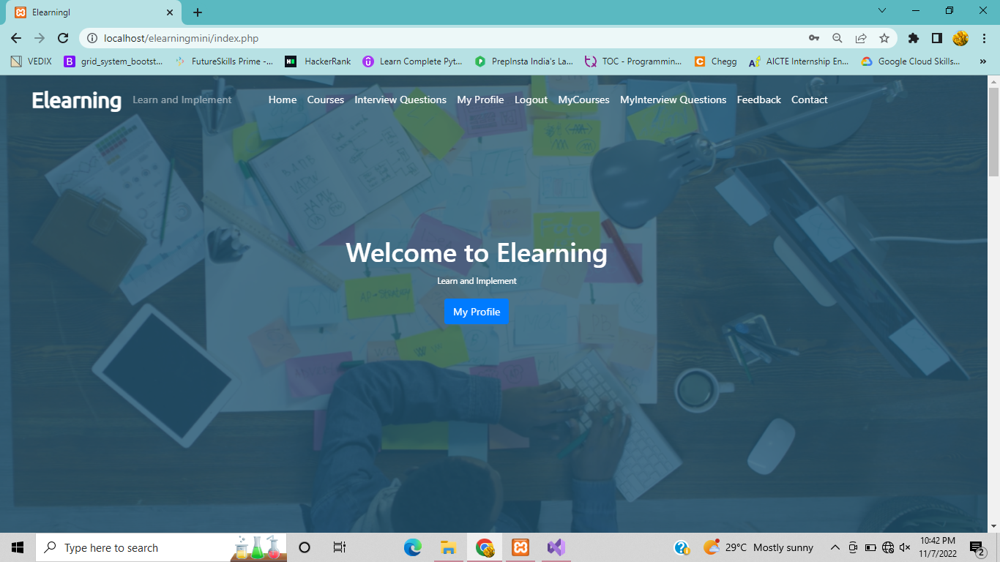 ElearningI
localhost/elearningmini/index.php
VEDIX grid_system_bootst... FutureSkills Prime -... HackerRank Learn Complete Pyt... PrepInsta India's La... TOC - Programmin... Chegg AICTE Internship En... Google Cloud Skills... »
Elearning Learn and Implement Home Courses Interview Questions My Profile Logout MyCourses MyInterview Questions Feedback Contact
Welcome to Elearning
Learn and Implement
My Profile
Type here to search 29°C Mostly sunny 10:42 PM
11/7/2022 2